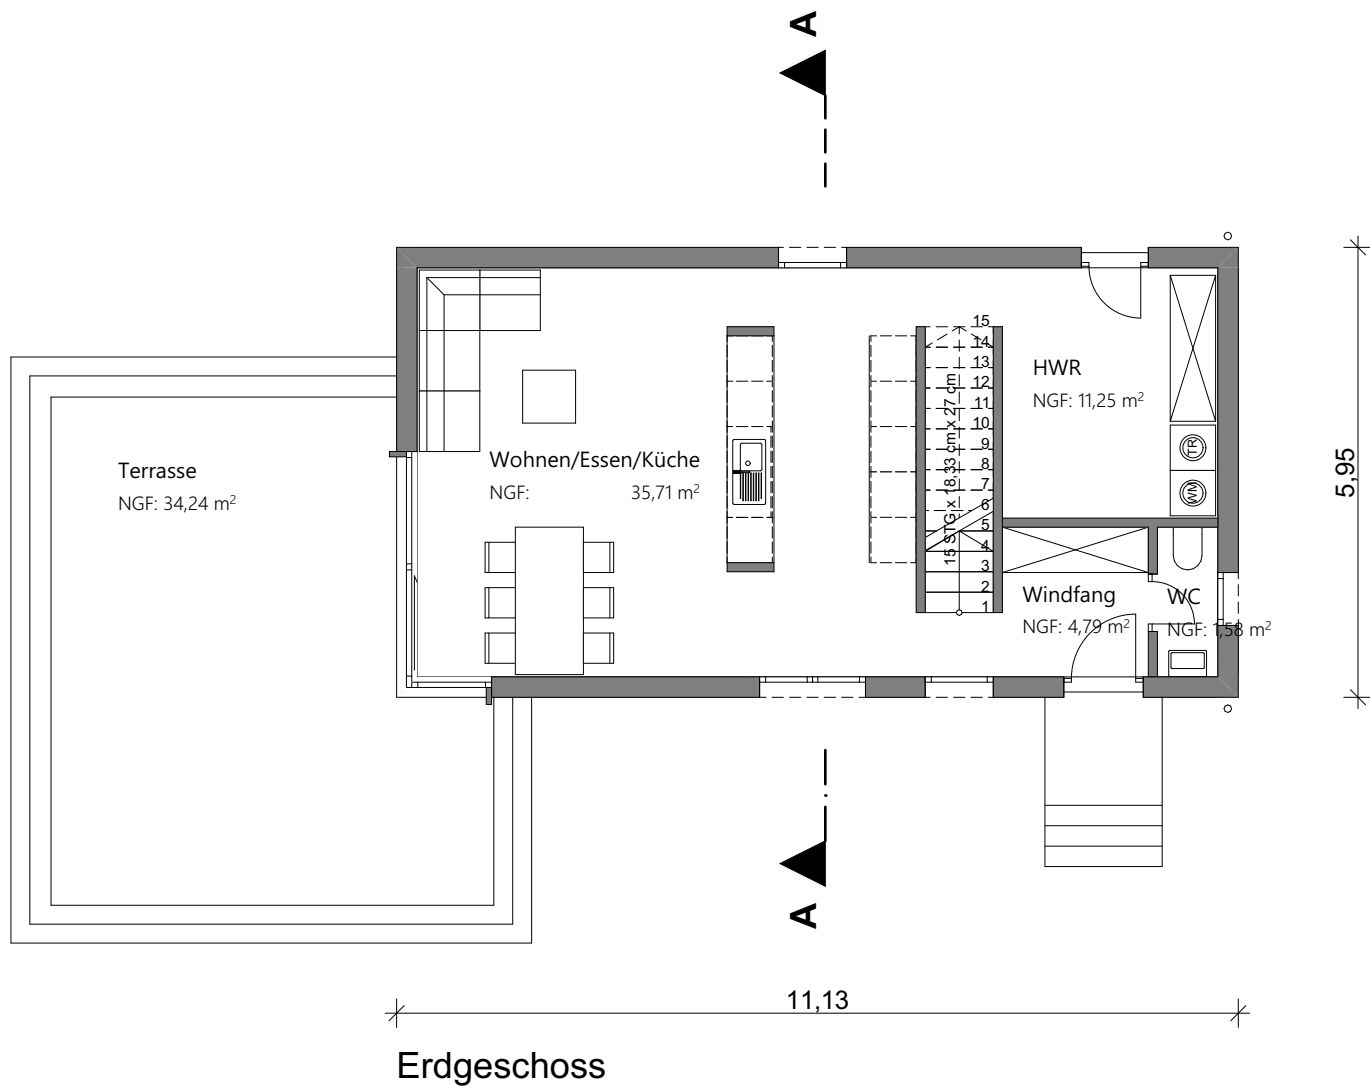 A
15
14
13
12
11
10
9
8
7
6
5
4
3
2
1
15 STG x 18,33 cm x 27 cm
HWR
NGF: 11,25 m²
TR
WM
Wohnen/Essen/Küche
NGF: 35,71 m²
Terrasse
NGF: 34,24 m²
5,95
Windfang
NGF: 4,79 m²
WC
NGF: 1,58 m²
A
11,13
Erdgeschoss